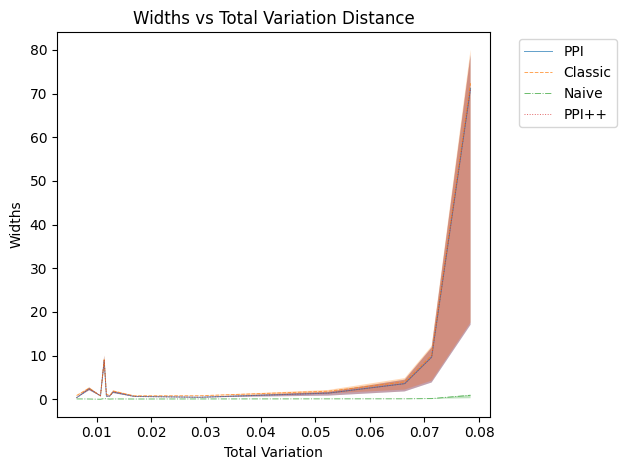 Widths vs Total Variation Distance
PPI
Classic
Naive
PPI++
80
70
60
50
40
30
20
10
0
Widths
0.01 0.02 0.03 0.04 0.05 0.06 0.07 0.08
Total Variation